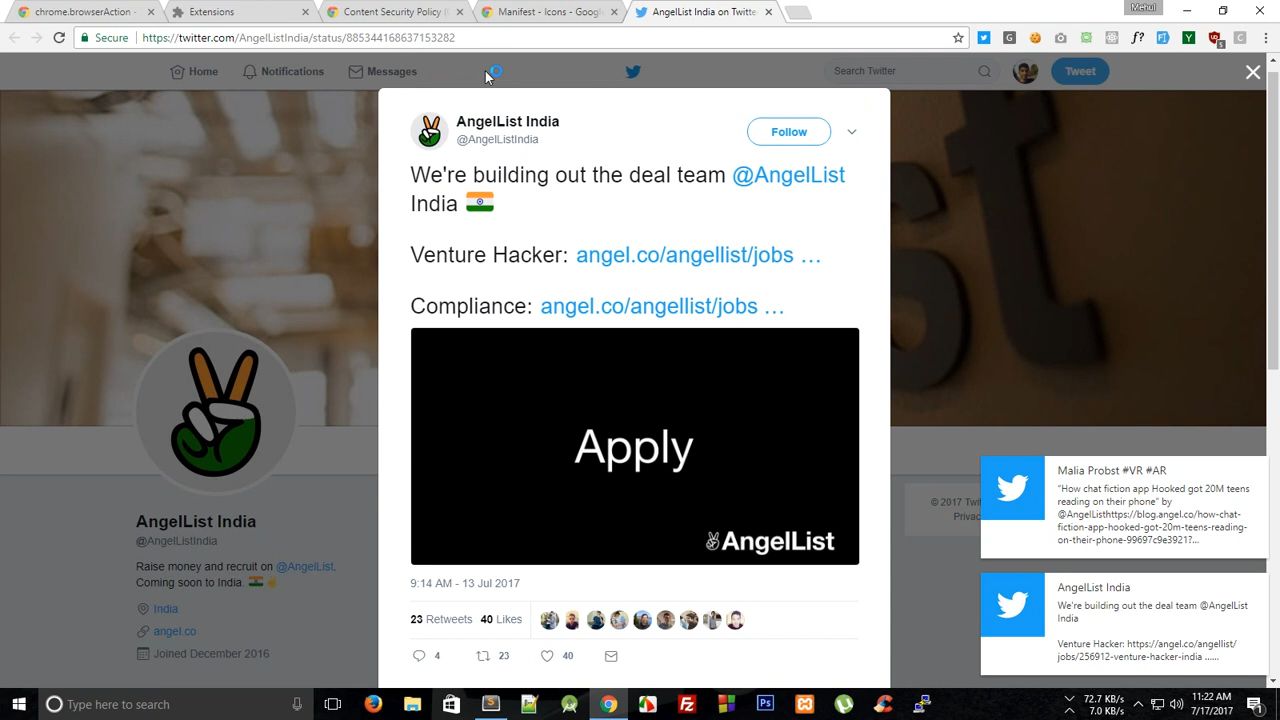 chrome.browserAction -
Extensions
Content Security Policy (
Manifest - Icons - Google
AngelList India on Twitte
Mehul
Secure
https://twitter.com/AngelListIndia/status/885344168637153282
Home
Notifications
Messages
Search Twitter
Tweet
AngelList India
@AngelListIndia
Follow
We're building out the deal team @AngelList
India
Venture Hacker: angel.co/angellist/jobs …
Compliance: angel.co/angellist/jobs …
Apply
AngelList
9:14 AM - 13 Jul 2017
23 Retweets 40 Likes
4
23
40
AngelList India
@AngelListIndia
Raise money and recruit on @AngelList.
Coming soon to India.
India
angel.co
Joined December 2016
© 2017 Twit
Privac
Malia Probst #VR #AR
"How chat fiction app Hooked got 20M teens
reading on their phone" by
@AngelListhttps://blog.angel.co/how-chat-
fiction-app-hooked-got-20m-teens-reading-
on-their-phone-99697c9e3921?...
AngelList India
We're building out the deal team @AngelList
India
Venture Hacker: https://angel.co/angellist/
jobs/256912-venture-hacker-india ......
Type here to search
72.7 KB/s
7.0 KB/s
11:22 AM
7/17/2017